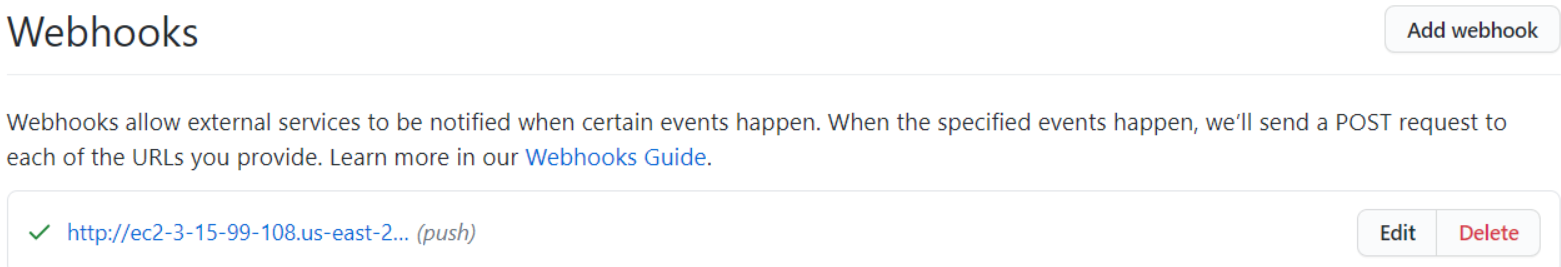 Webhooks
Add webhook
Webhooks allow external services to be notified when certain events happen. When the specified events happen, we’ll send a POST request to
each of the URLs you provide. Learn more in our Webhooks Guide.
http://ec2-3-15-99-108.us-east-2... (push)
Edit
Delete